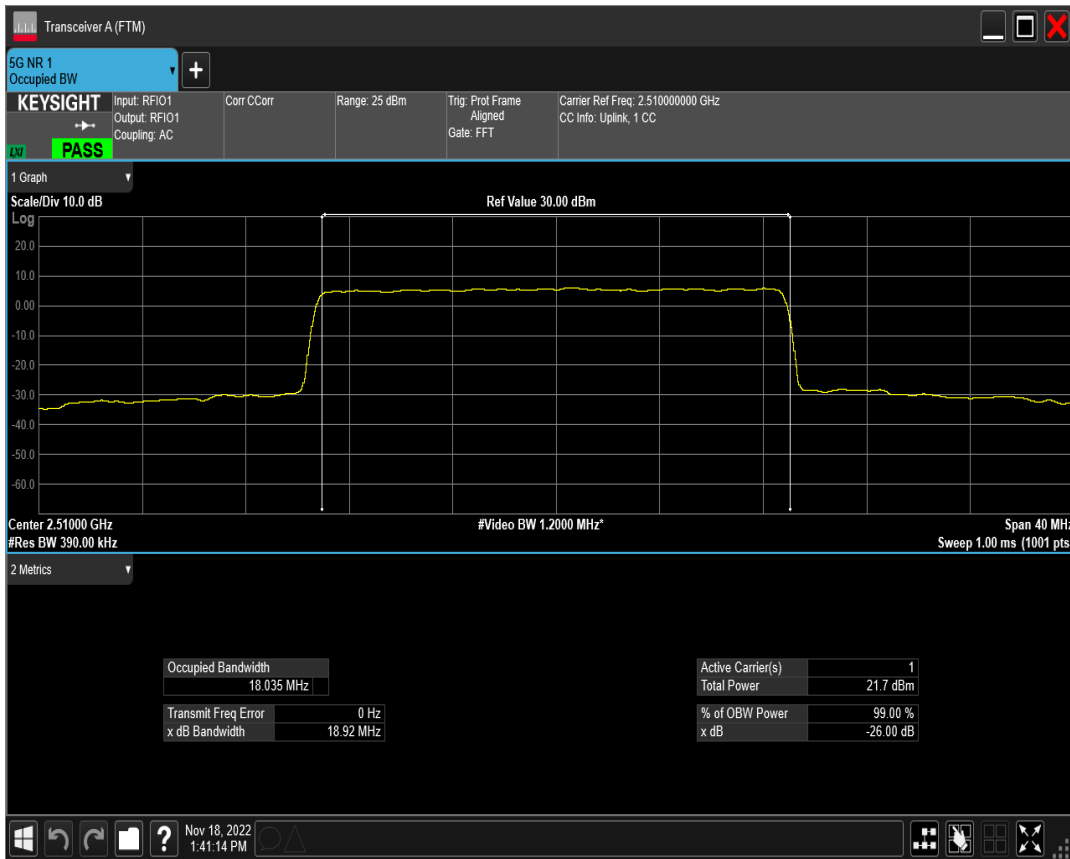 Transceiver A (FTM)
5G NR 1
Occupied BW
+
KEYSIGHT
LXI
PASS
Input: RFIO1
Output: RFIO1
Coupling: AC
Corr CCorr
Range: 25 dBm
Trig: Prot Frame
Aligned
Gate: FFT
Carrier Ref Freq: 2.510000000 GHz
CC Info: Uplink, 1 CC
1 Graph
Scale/Div 10.0 dB
Ref Value 30.00 dBm
Log
20.0
10.0
0.00
-10.0
-20.0
-30.0
-40.0
-50.0
-60.0
Center 2.51000 GHz
#Video BW 1.2000 MHz*
Span 40 MHz
#Res BW 390.00 kHz
Sweep 1.00 ms (1001 pts
2 Metrics
Occupied Bandwidth
18.035 MHz
Transmit Freq Error 0 Hz
x dB Bandwidth 18.92 MHz
Active Carrier(s) 1
Total Power 21.7 dBm
% of OBW Power 99.00 %
x dB -26.00 dB
?
Nov 18, 2022
1:41:14 PM